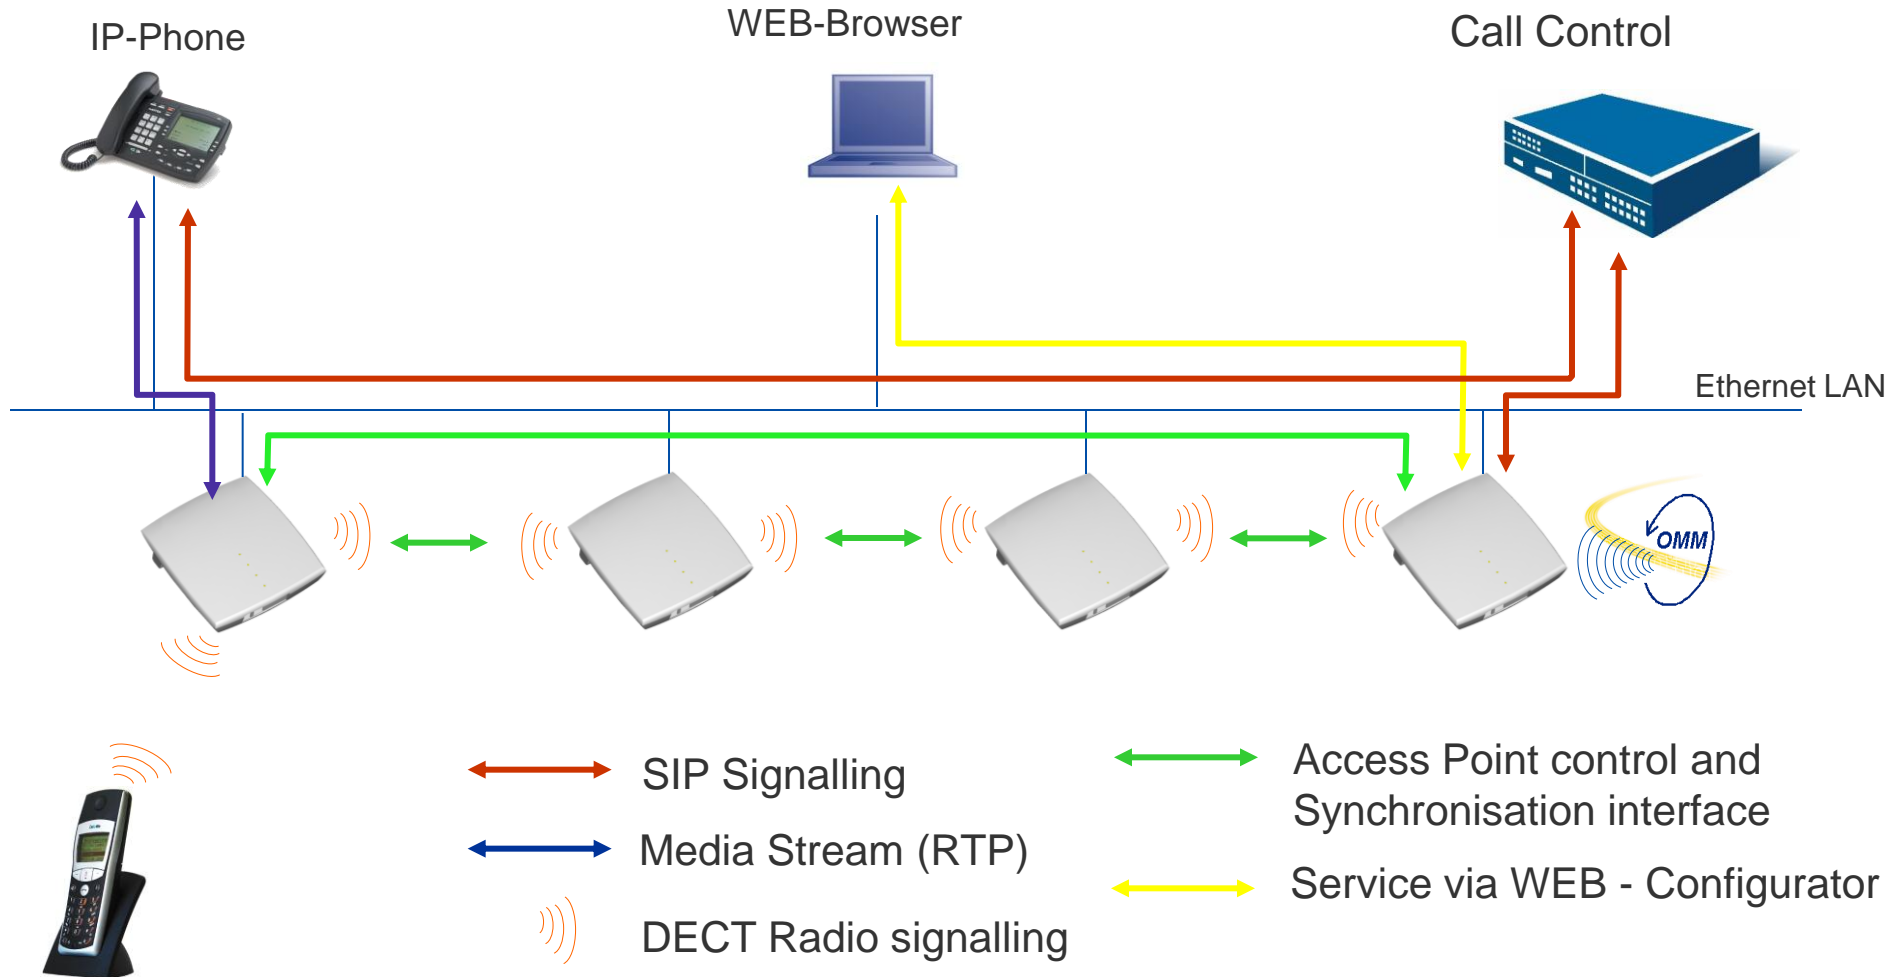 IP-Phone
WEB-Browser
Call Control
Ethernet LAN
OMM
SIP Signalling
Media Stream (RTP)
DECT Radio signalling
Access Point control and
Synchronisation interface
Service via WEB - Configurator